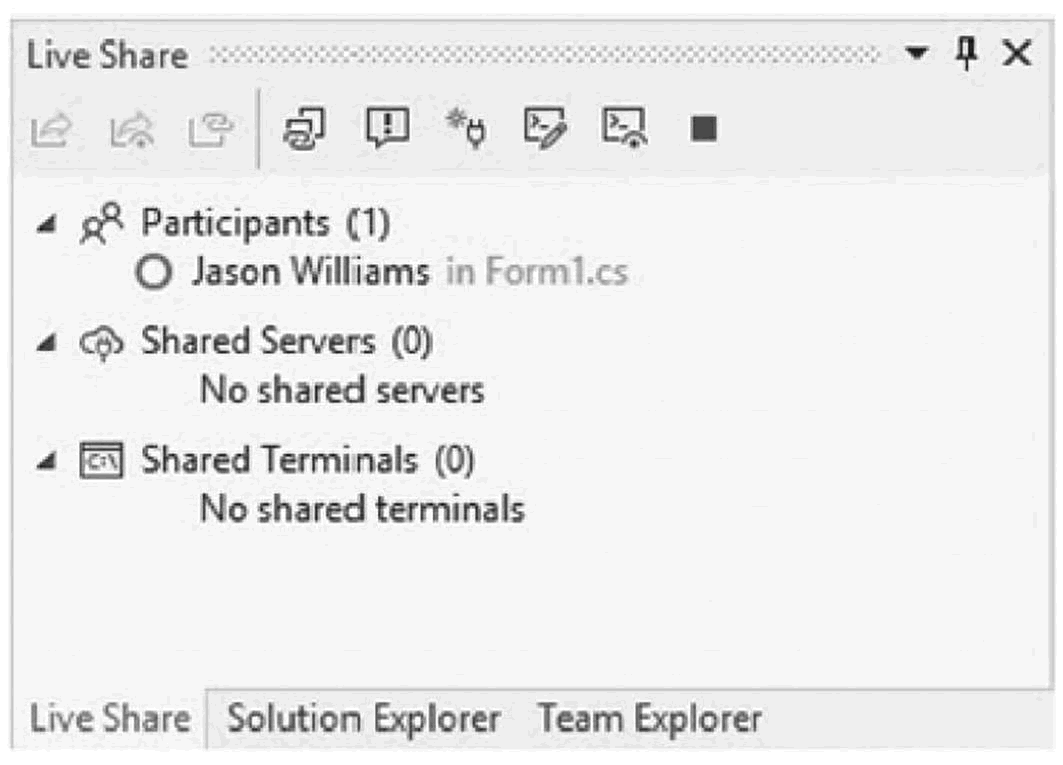 Live Share
Participants (1)
Jason Williams in Form1.cs
Shared Servers (0)
No shared servers
C:\ Shared Terminals (0)
No shared terminals
Live Share Solution Explorer Team Explorer